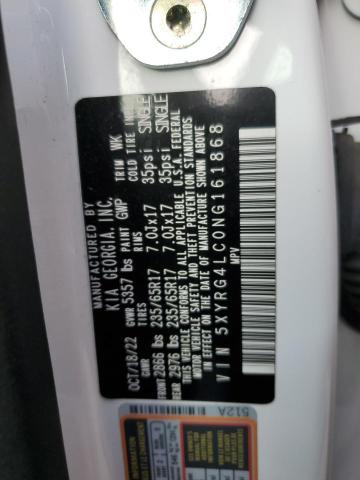 MANUFACTURED BY
KIA GEORGIA, INC.
OCT/18/22 GVWR 5357 lbs PAINT GWP TRIM WK
GAWR TIRES RIMS COLD TIRE
FRONT 2866 lbs 235/65R17 7.0Jx17 35psi SINGLE
REAR 2976 lbs 235/65R17 7.0Jx17 35psi SINGLE
THIS VEHICLE CONFORMS TO ALL APPLICABLE U.S.A. FEDERAL
MOTOR VEHICLE SAFETY AND THEFT PREVENTION STANDARDS
IN EFFECT ON THE DATE OF MANUFACTURE SHOWN ABOVE
VIN 5XYRG4LC0NG161868
MPV
512A